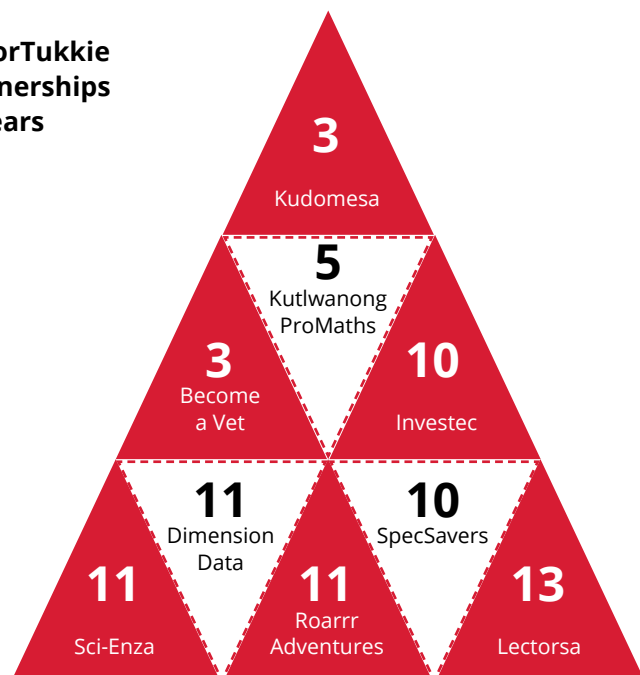 orTukkie
nerships
ears
3
Kudomesa
5
Kutlwanong
ProMaths
3
Become
a Vet
10
Investec
11
Dimension
Data
10
SpecSavers
11
Sci-Enza
11
Roarrr
Adventures
13
Lectorsa